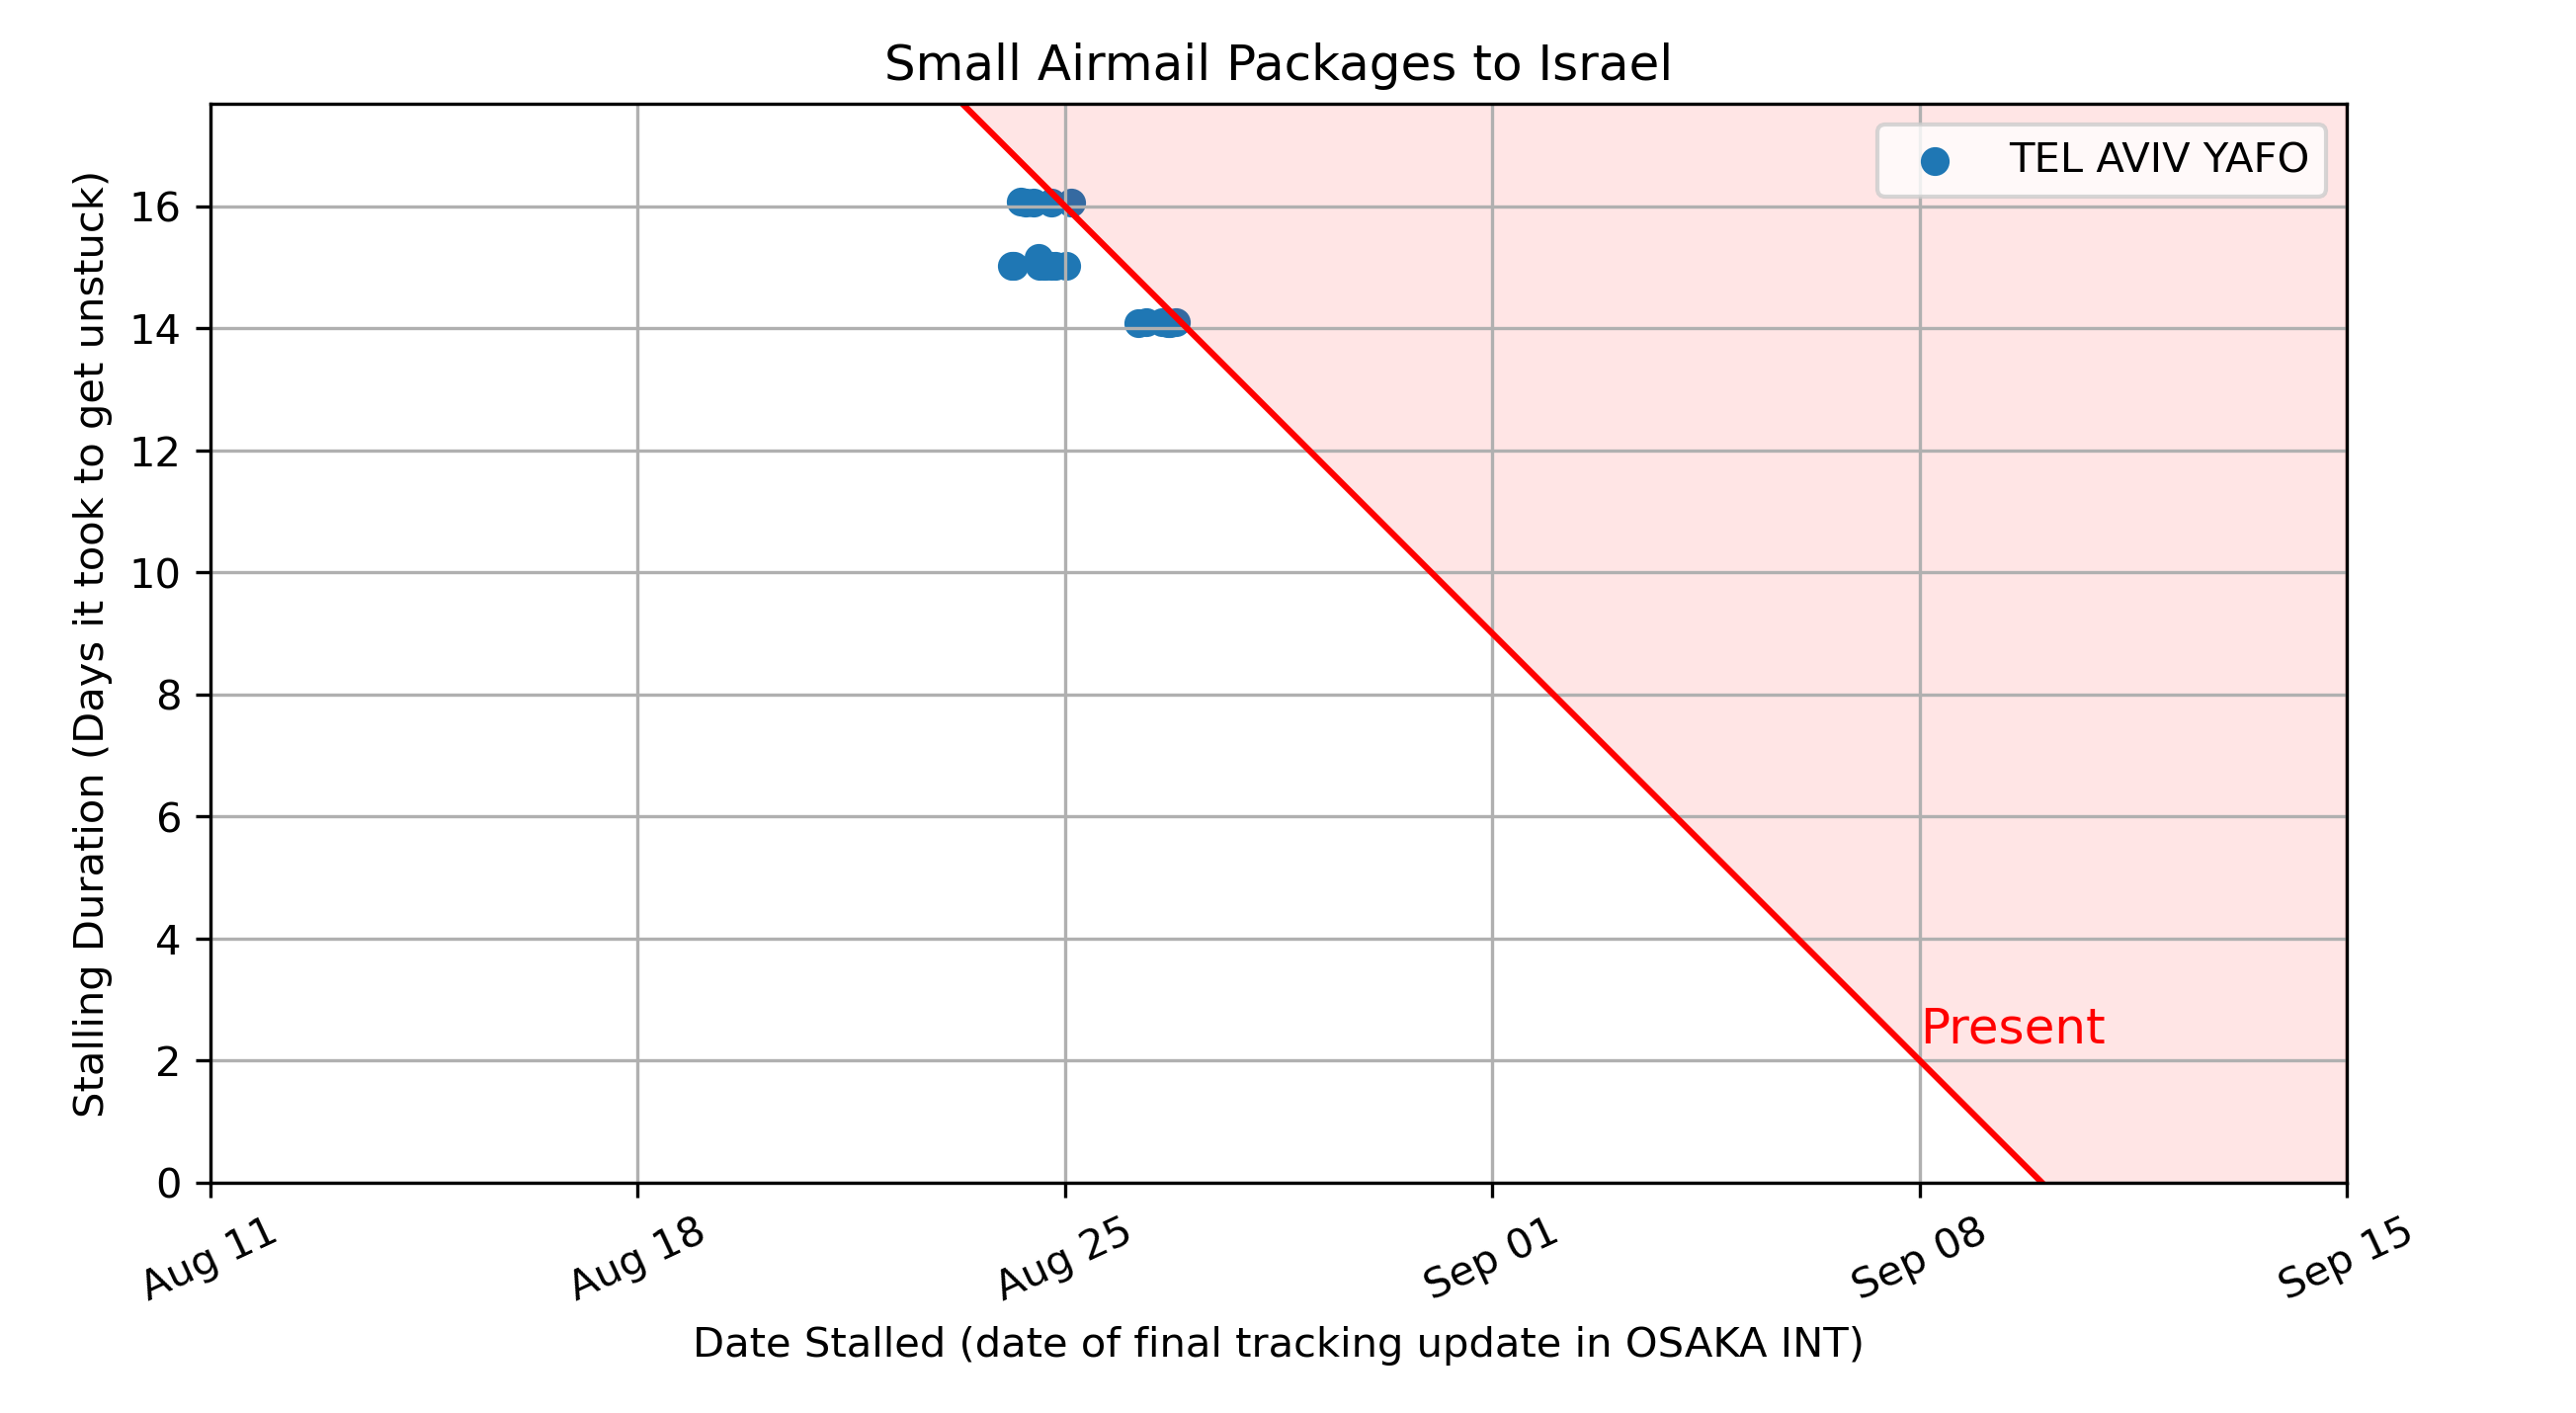 Small Airmail Packages to Israel
TEL AVIV YAFO
Stalling Duration (Days it took to get unstuck)
16
14
12
10
8
6
4
2
0
Present
Aug 11
Aug 18
Aug 25
Sep 01
Sep 08
Sep 15
Date Stalled (date of final tracking update in OSAKA INT)